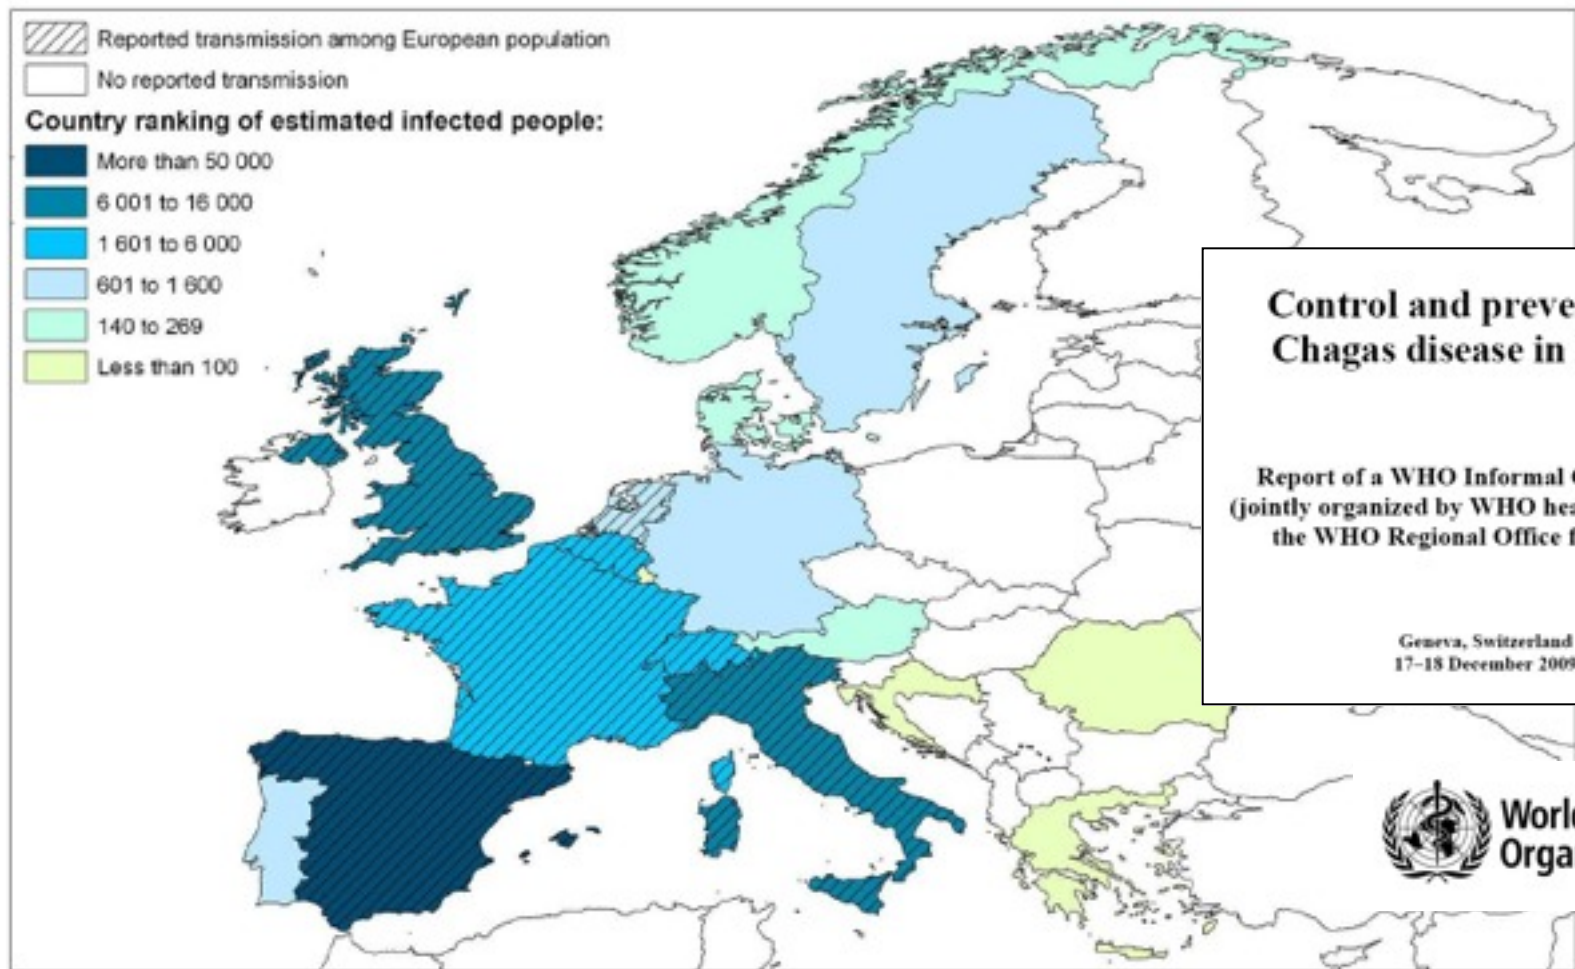 Reported transmission among European population
No reported transmission
Country ranking of estimated infected people:
More than 50 000
6 001 to 16 000
1 601 to 6 000
601 to 1 600
140 to 269
Less than 100
Control and preve
Chagas disease in
Report of a WHO Informal
(jointly organized by WHO hea
the WHO Regional Office f
Geneva, Switzerland
17–18 December 2009
Worl
Orga